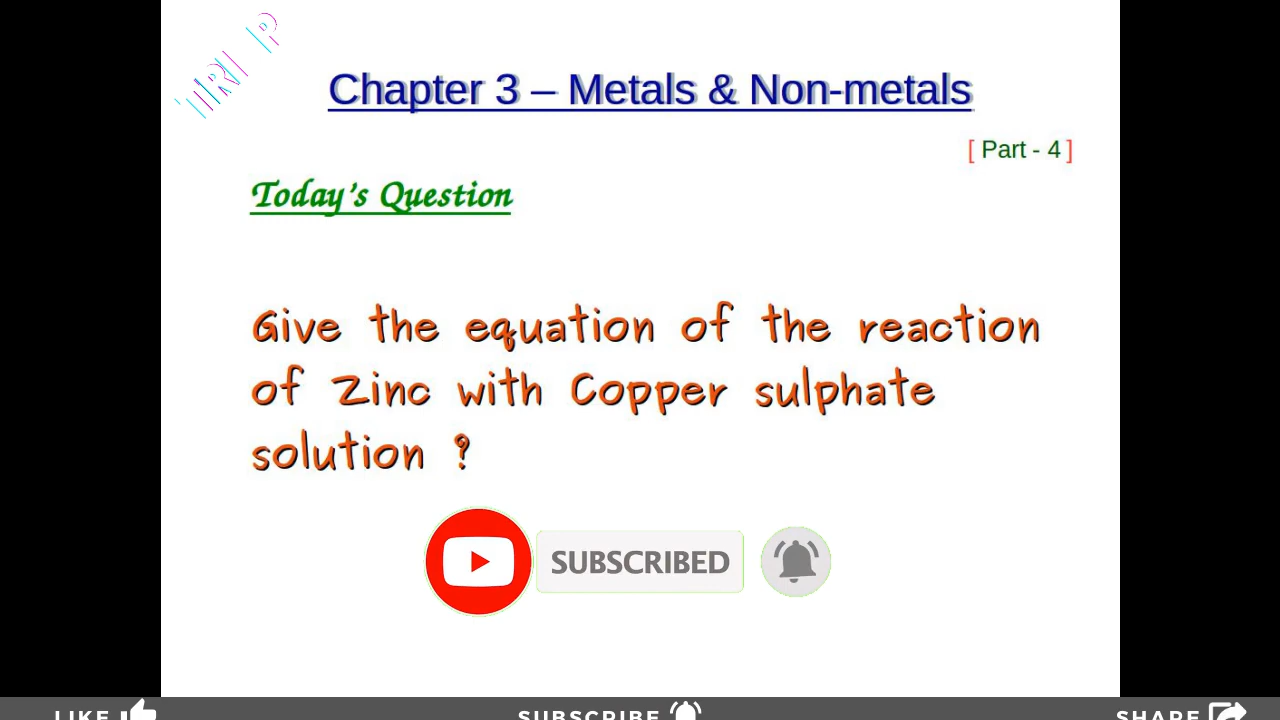 Chapter 3 – Metals & Non-metals
[ Part - 4 ]
Today's Question
Give the equation of the reaction
of Zinc with Copper sulphate
solution ?
SUBSCRIBED
LIKE SUBSCRIBE SHARE